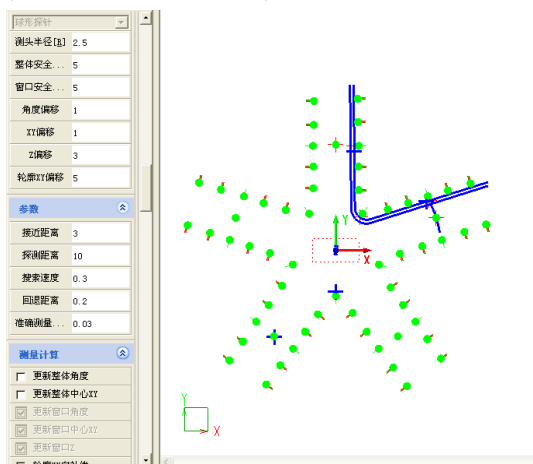 球形探针
测头半径[R] 2.5
整体安全... 5
窗口安全... 5
角度偏移 1
XY偏移 1
Z偏移 3
轮廓XY偏移 5
参数
接近距离 3
探测距离 10
搜索速度 0.3
回退距离 0.2
准确测量... 0.03
测量计算
更新整体角度
更新整体中心XY
更新窗口角度
更新窗口中心XY
更新窗口Z
Y
X
Y
X